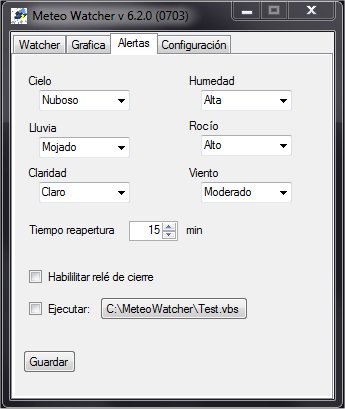 Meteo Watcher v 6.2.0 (0703)
Watcher Grafica Alertas Configuración
Cielo Humedad
Nuboso Alta
Lluvia Rocío
Mojado Alto
Claridad Viento
Claro Moderado
Tiempo reapertura 15 min
Habililitar relé de cierre
Ejecutar: C:\MeteoWatcher\Test.vbs
Guardar